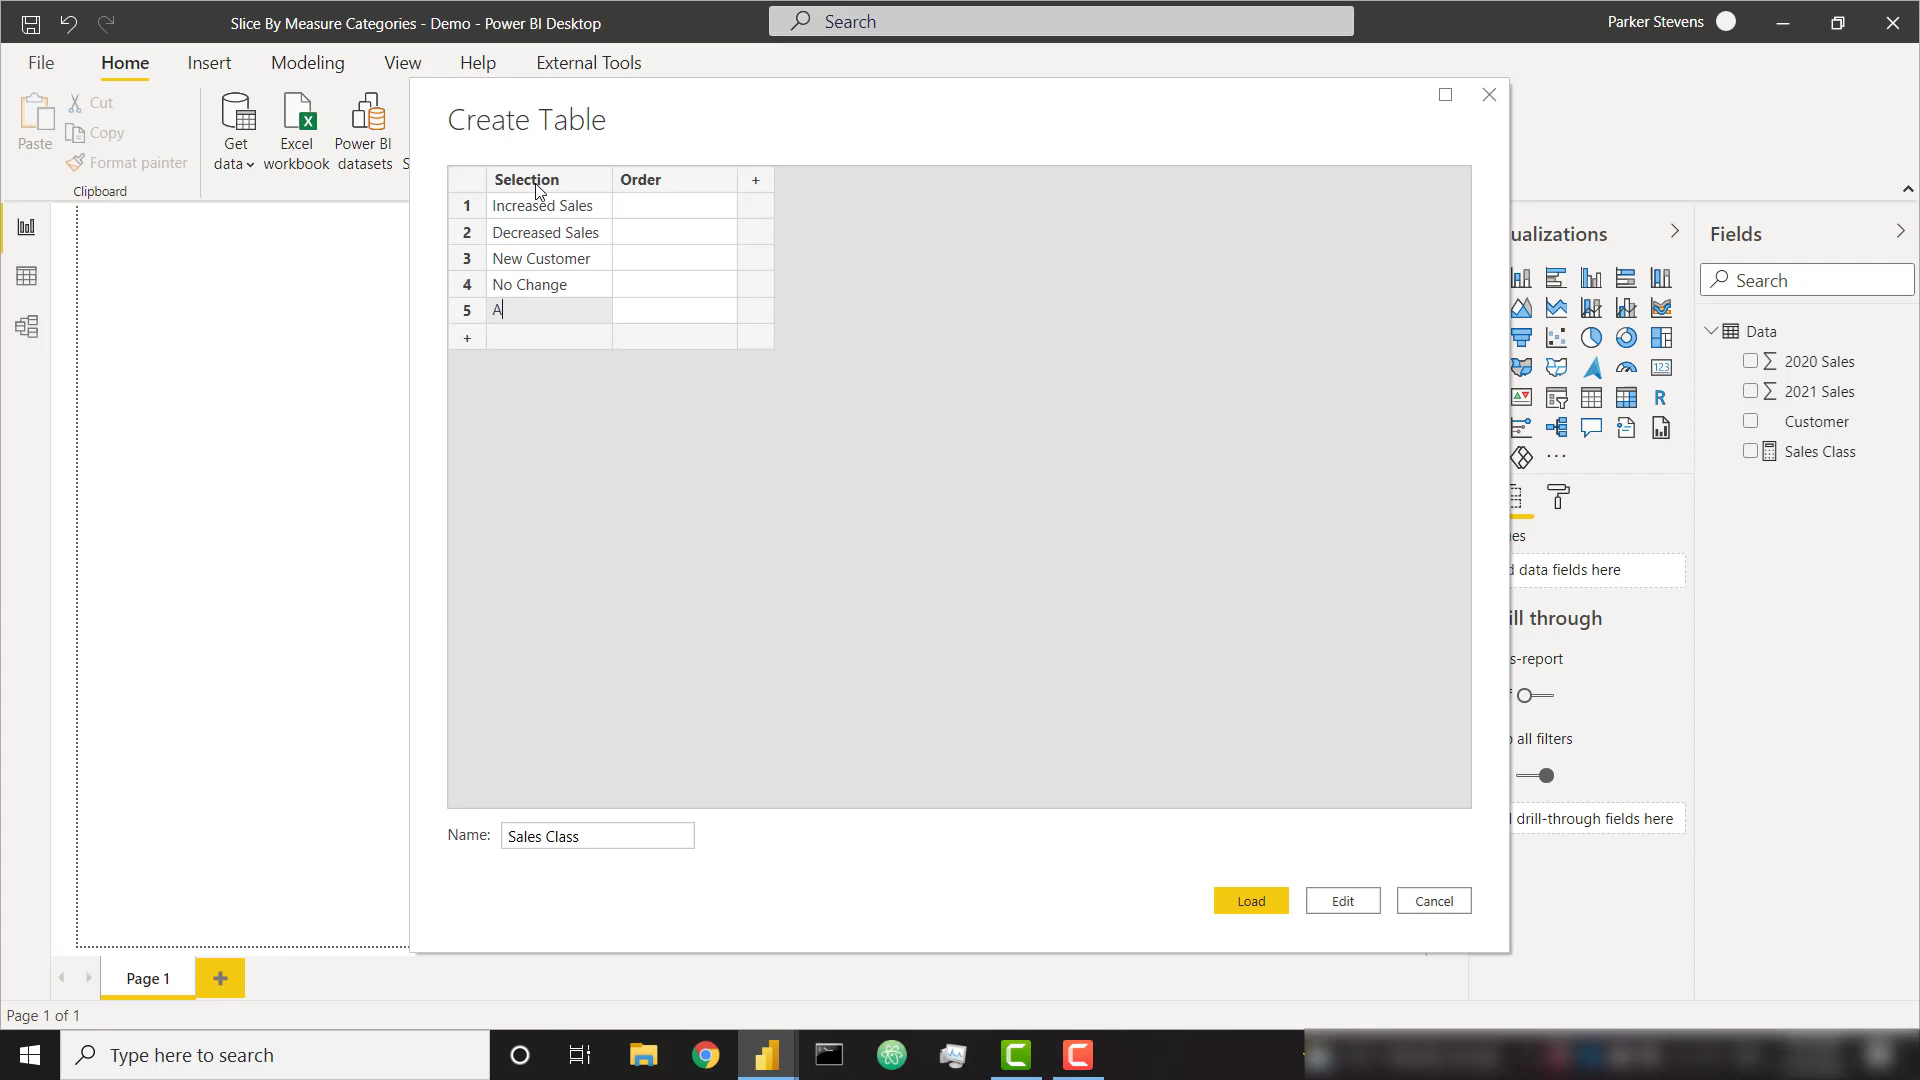 Slice By Measure Categories - Demo - Power BI Desktop
Search
Parker Stevens
File
Home
Insert
Modeling
View
Help
External Tools
Paste
Cut
Copy
Format painter
Clipboard
Get data
Excel workbook
Power BI datasets
S
Create Table
Selection
Order
+
1 Increased Sales
2 Decreased Sales
3 New Customer
4 No Change
5 A
+
Name: Sales Class
Load
Edit
Cancel
ualizations
123
R
es
d data fields here
ill through
s-report
all filters
drill-through fields here
Fields
Search
Data
2020 Sales
2021 Sales
Customer
Sales Class
Page 1
+
Page 1 of 1
Type here to search